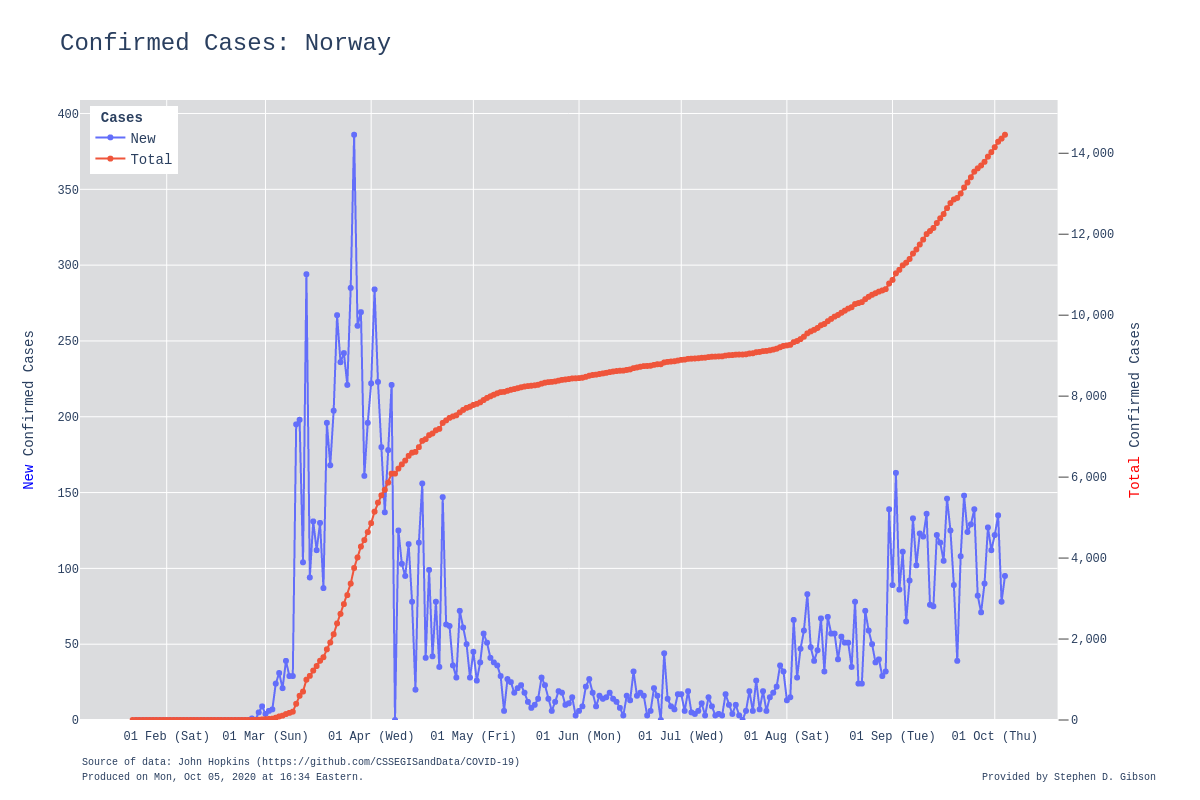 Confirmed Cases: Norway
Cases
New
Total
400
350
300
250
200
150
100
50
0
14,000
12,000
10,000
8,000
6,000
4,000
2,000
0
New Confirmed Cases
Total Confirmed Cases
01 Feb (Sat) 01 Mar (Sun) 01 Apr (Wed) 01 May (Fri) 01 Jun (Mon) 01 Jul (Wed) 01 Aug (Sat) 01 Sep (Tue) 01 Oct (Thu)
Source of data: John Hopkins (https://github.com/CSSEGISandData/COVID-19)
Produced on Mon, Oct 05, 2020 at 16:34 Eastern.
Provided by Stephen D. Gibson